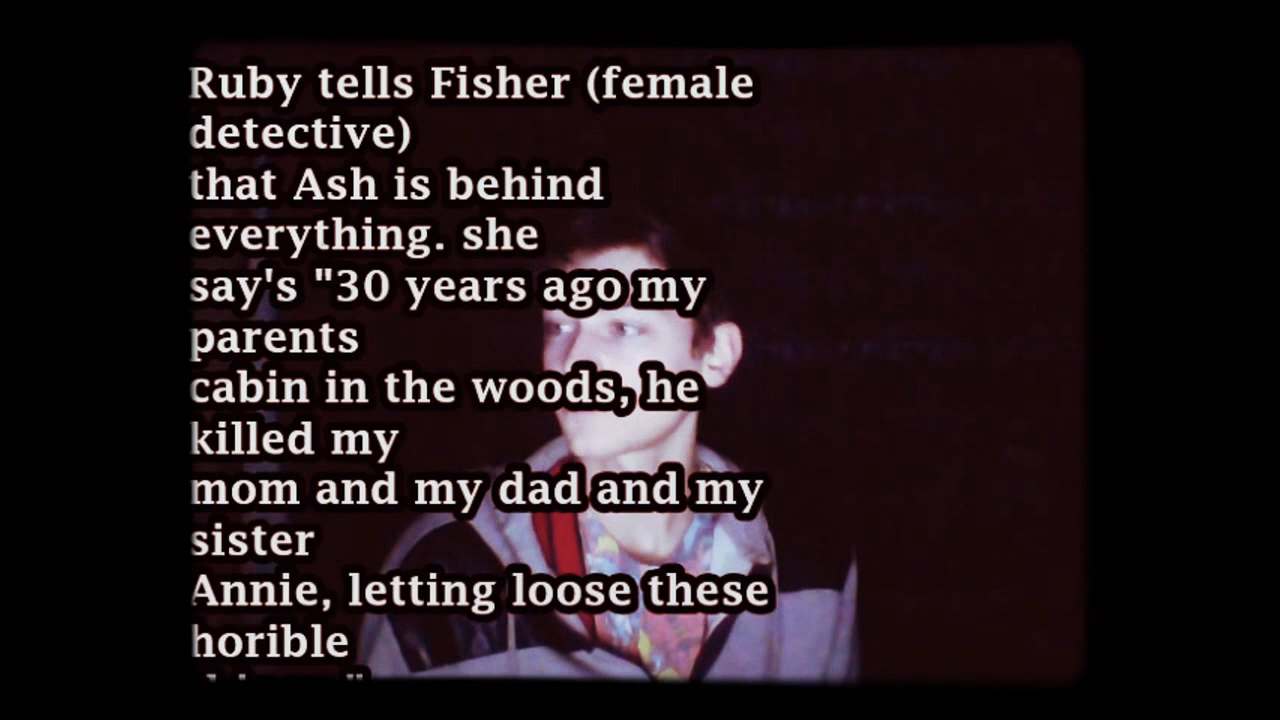 Ruby tells Fisher (female
detective)
that Ash is behind
everything. she
say's "30 years ago my
parents
cabin in the woods, he
killed my
mom and my dad and my
sister
Annie, letting loose these
horible